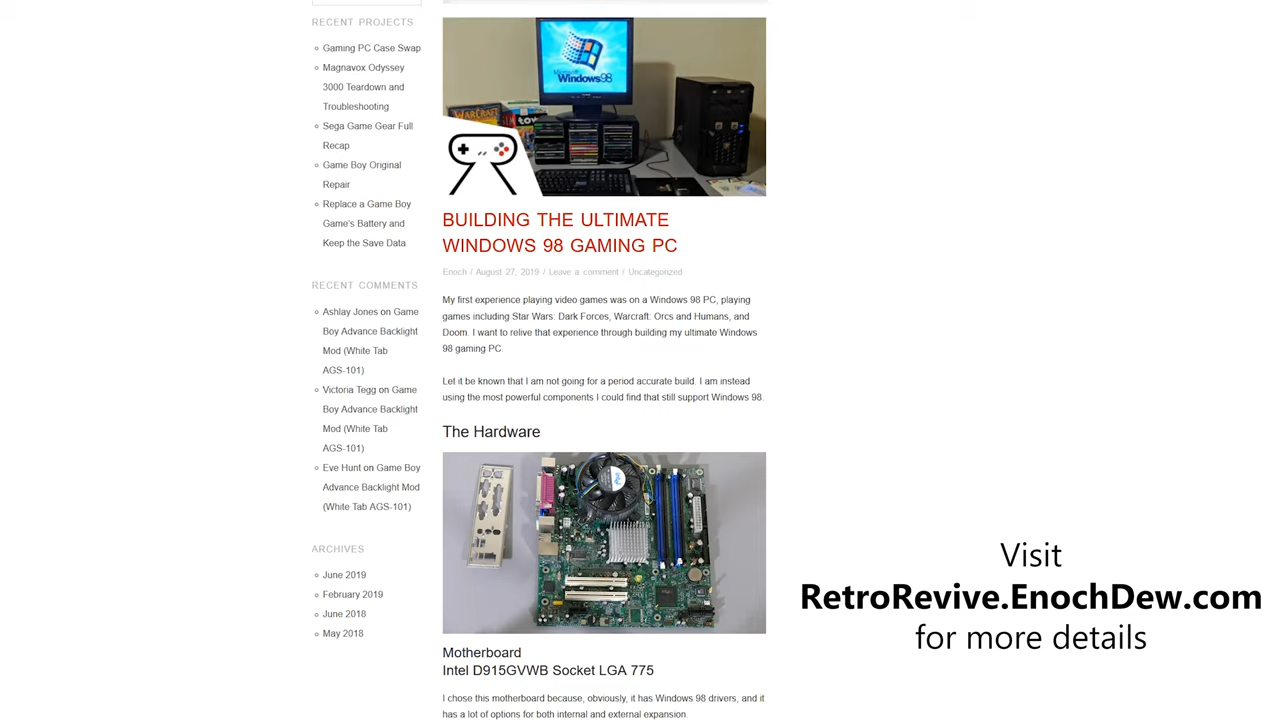 RECENT PROJECTS
Gaming PC Case Swap
Magnavox Odyssey
3000 Teardown and
Troubleshooting
Sega Game Gear Full
Recap
Game Boy Original
Repair
Replace a Game Boy
Game's Battery and
Keep the Save Data
RECENT COMMENTS
Ashlay Jones on Game
Boy Advance Backlight
Mod (White Tab
AGS-101)
Victoria Tegg on Game
Boy Advance Backlight
Mod (White Tab
AGS-101)
Eve Hunt on Game Boy
Advance Backlight Mod
(White Tab AGS-101)
ARCHIVES
June 2019
February 2019
June 2018
May 2018
Microsoft
Windows98
WARCRAFT
BUILDING THE ULTIMATE
WINDOWS 98 GAMING PC
Enoch / August 27, 2019 / Leave a comment / Uncategorized
My first experience playing video games was on a Windows 98 PC, playing
games including Star Wars: Dark Forces, Warcraft: Orcs and Humans, and
Doom. I want to relive that experience through building my ultimate Windows
98 gaming PC.
Let it be known that I am not going for a period accurate build. I am instead
using the most powerful components I could find that still support Windows 98.
The Hardware
intel
Motherboard
Intel D915GVWB Socket LGA 775
I chose this motherboard because, obviously, it has Windows 98 drivers, and it
has a lot of options for both internal and external expansion.
Visit
RetroRevive.EnochDew.com
for more details